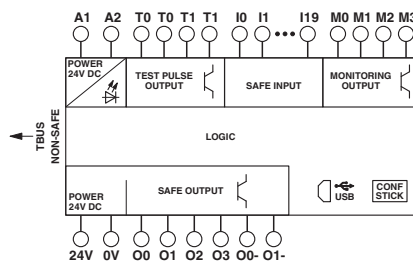 A1 A2 T0 T0 T1 T1 I0 I1 ••• I19 M0 M1 M2 M3
POWER
24V DC
TEST PULSE
OUTPUT
SAFE INPUT
MONITORING
OUTPUT
TBUS
NON-SAFE
LOGIC
POWER
24V DC
SAFE OUTPUT
USB
CONF
STICK
24V 0V O0 O1 O2 O3 O0- O1-